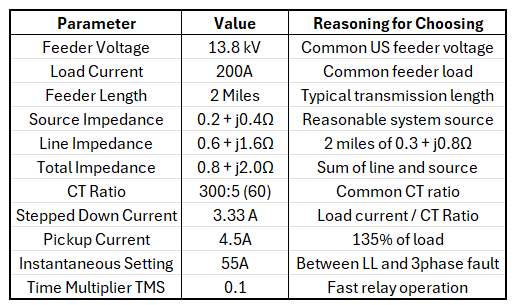 Parameter Value Reasoning for Choosing
Feeder Voltage 13.8 kV Common US feeder voltage
Load Current 200A Common feeder load
Feeder Length 2 Miles Typical transmission length
Source Impedance 0.2 + j0.4Ω Reasonable system source
Line Impedance 0.6 + j1.6Ω 2 miles of 0.3 + j0.8Ω
Total Impedance 0.8 + j2.0Ω Sum of line and source
CT Ratio 300:5 (60) Common CT ratio
Stepped Down Current 3.33 A Load current / CT Ratio
Pickup Current 4.5A 135% of load
Instantaneous Setting 55A Between LL and 3phase fault
Time Multiplier TMS 0.1 Fast relay operation